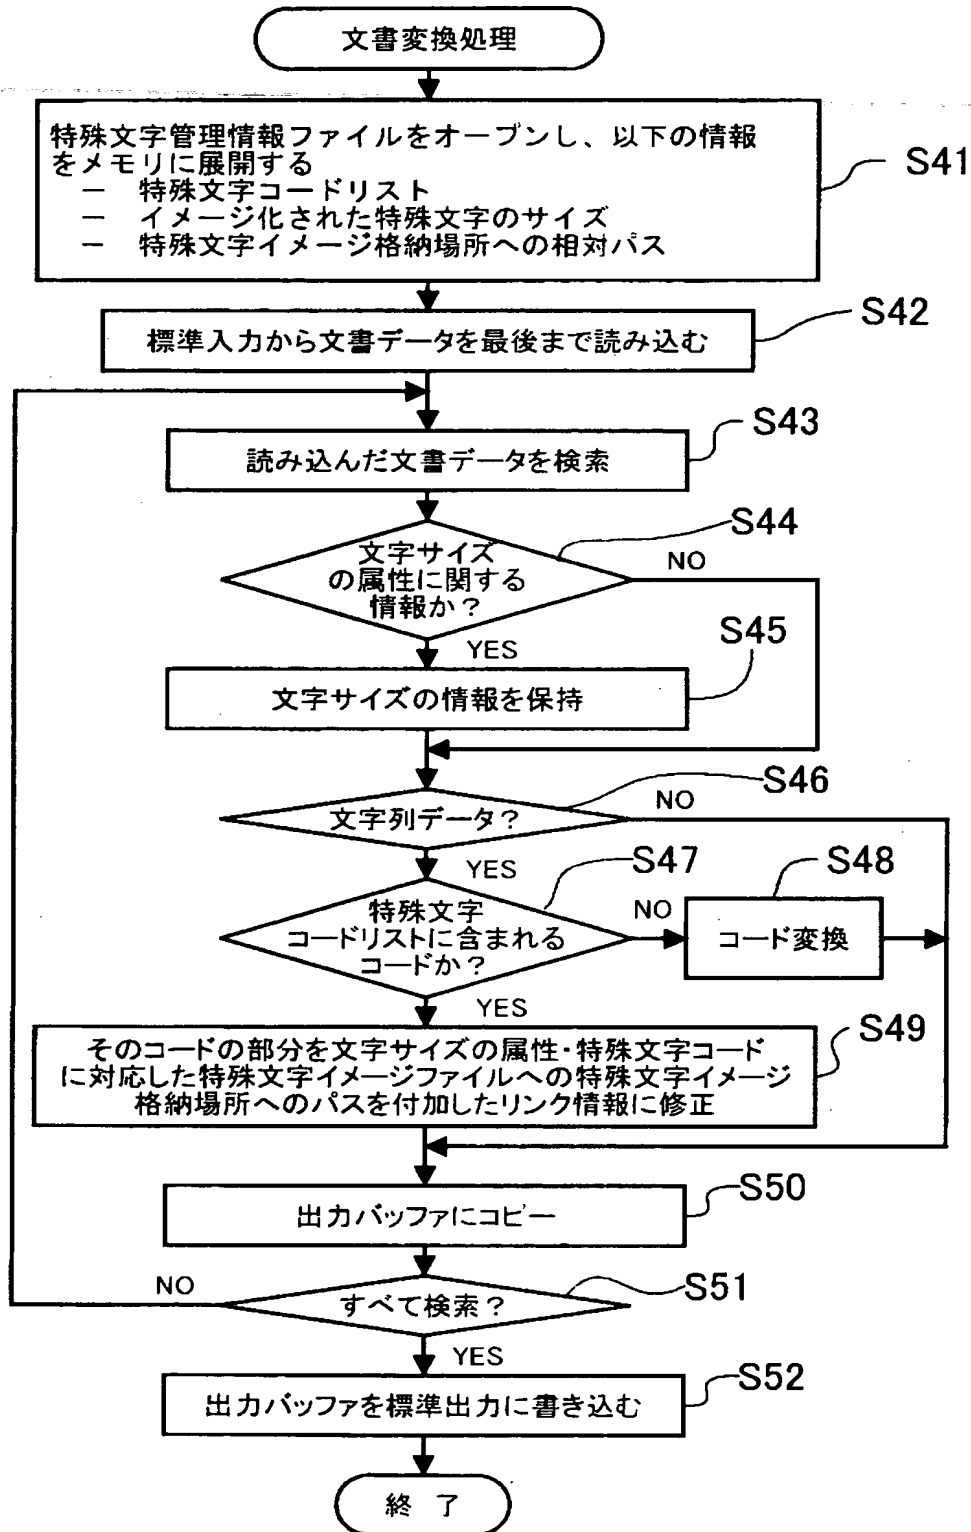 文書変換処理
特殊文字管理情報ファイルをオープンし、以下の情報
をメモリに展開する
－ 特殊文字コードリスト
－ イメージ化された特殊文字のサイズ
－ 特殊文字イメージ格納場所への相対パス
S41
標準入力から文書データを最後まで読み込む
S42
読み込んだ文書データを検索
S43
文字サイズ
の属性に関する
情報か？
S44
NO
YES
文字サイズの情報を保持
S45
文字列データ？
S46
NO
YES
特殊文字
コードリストに含まれる
コードか？
S47
NO
コード変換
S48
YES
そのコードの部分を文字サイズの属性・特殊文字コード
に対応した特殊文字イメージファイルへの特殊文字イメージ
格納場所へのパスを付加したリンク情報に修正
S49
出力バッファにコピー
S50
すべて検索？
S51
NO
YES
出力バッファを標準出力に書き込む
S52
終 了